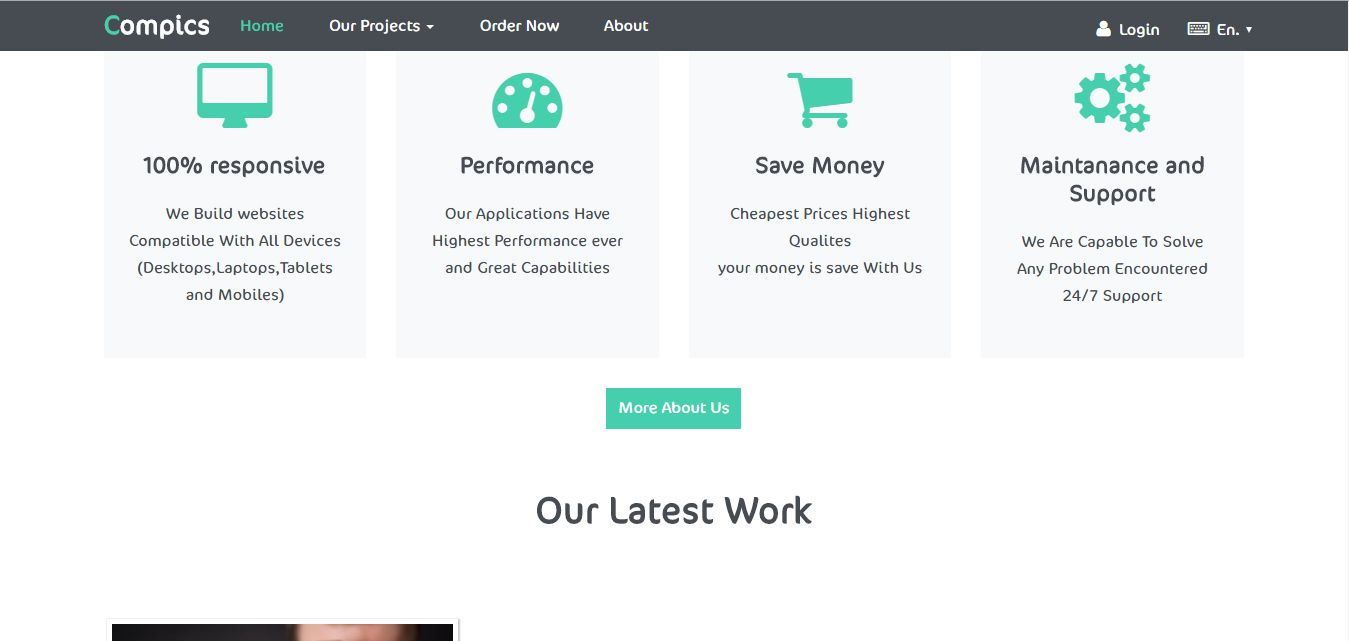 Compics Home Our Projects Order Now About Login En.
100% responsive
We Build websites
Compatible With All Devices
(Desktops,Laptops,Tablets
and Mobiles)
Performance
Our Applications Have
Highest Performance ever
and Great Capabilities
Save Money
Cheapest Prices Highest
Qualites
your money is save With Us
Maintanance and
Support
We Are Capable To Solve
Any Problem Encountered
24/7 Support
More About Us
Our Latest Work